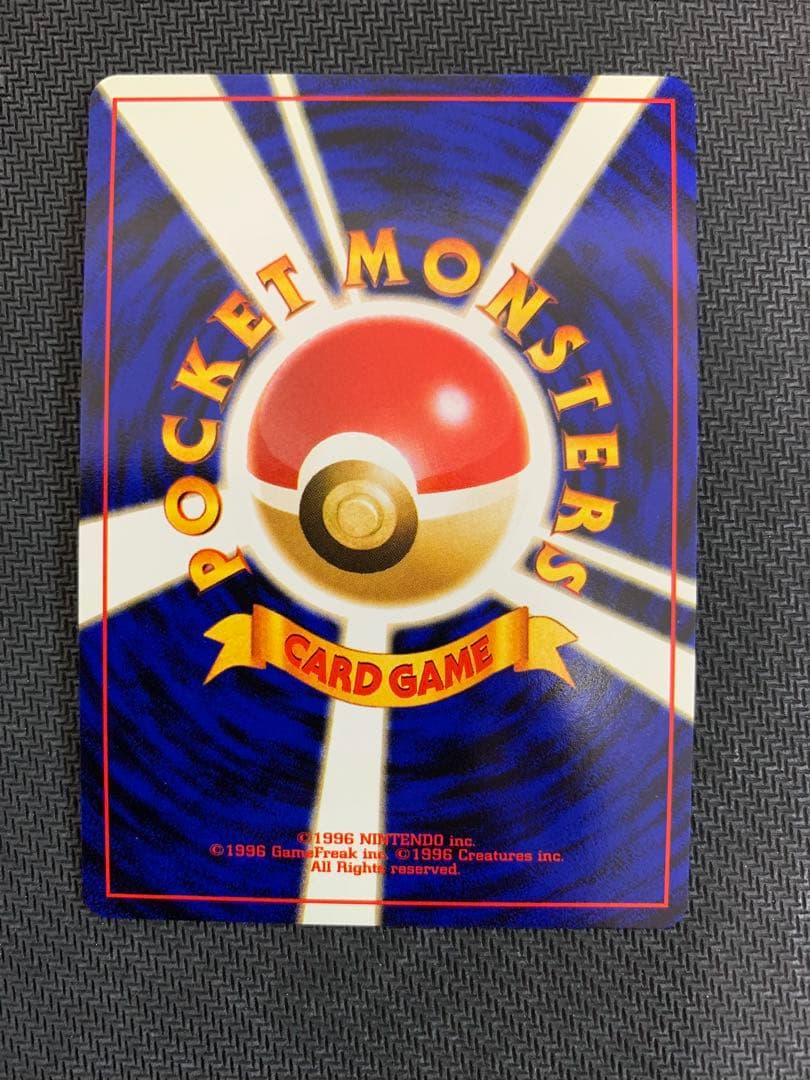 POCKET MONSTERS
CARD GAME
©1996 NINTENDO inc.
©1996 GameFreak inc. ©1996 Creatures inc.
All Rights reserved.